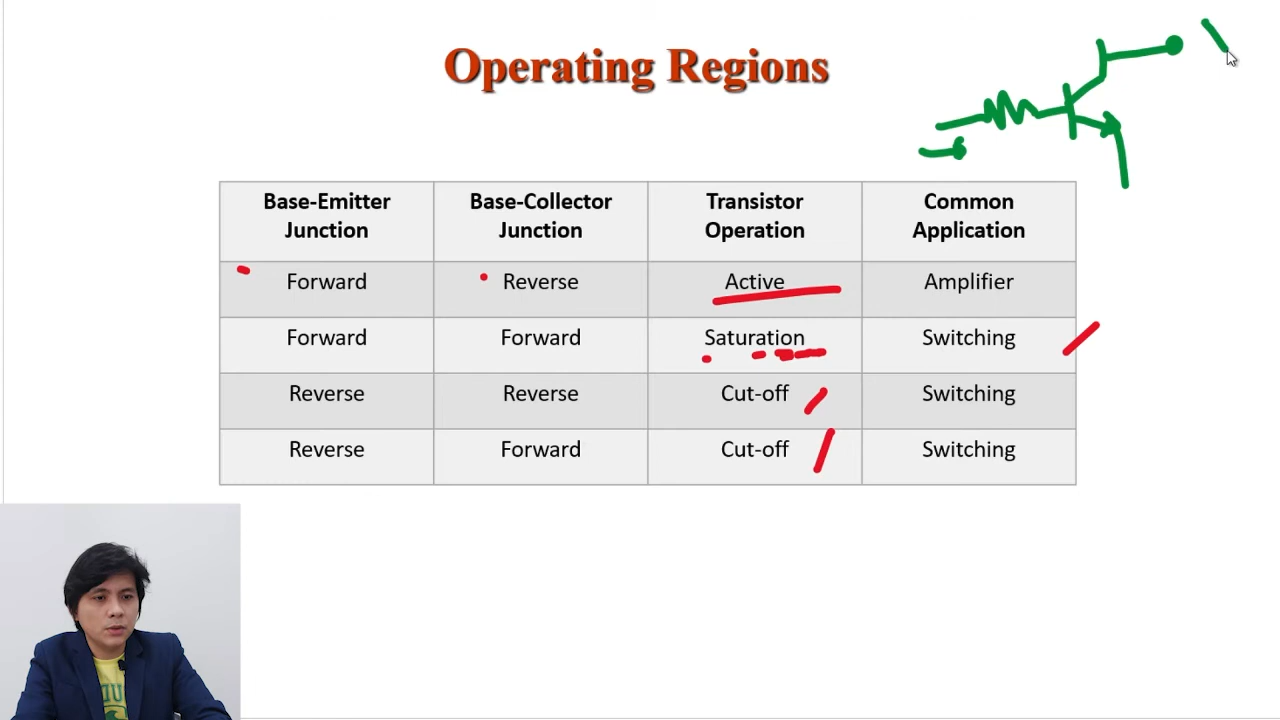 Operating Regions
Base-Emitter Junction
Base-Collector Junction
Transistor Operation
Common Application
Forward
Reverse
Active
Amplifier
Forward
Forward
Saturation
Switching
Reverse
Reverse
Cut-off
Switching
Reverse
Forward
Cut-off
Switching